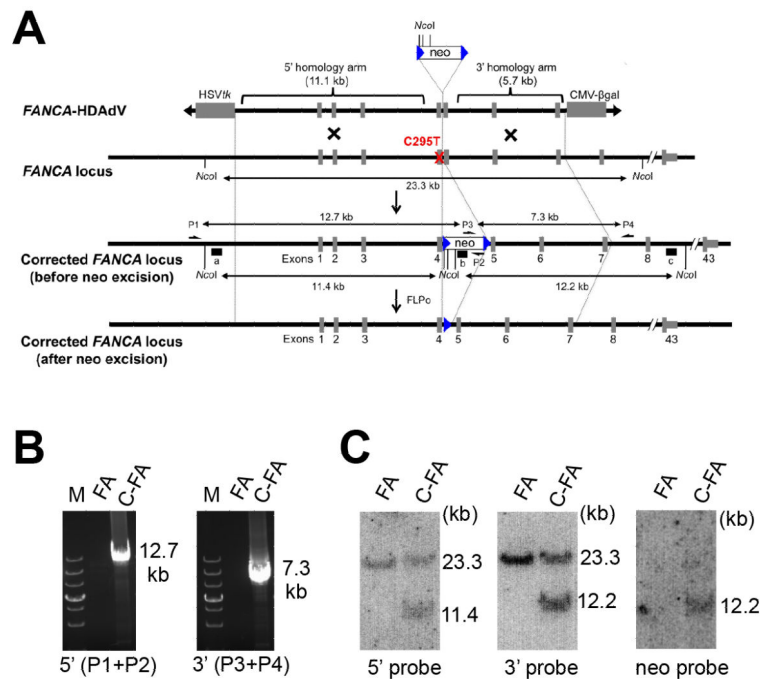 A
NcoI
neo
5' homology arm
(11.1 kb)
3' homology arm
(5.7 kb)
HSVtk
CMV-βgal
FANCA-HDAdV
C295T
FANCA locus
NcoI
NcoI
23.3 kb
P1
12.7 kb
P3
7.3 kb
P4
neo
Corrected FANCA locus
(before neo excision)
Exons 1 2 3 4 5 6 7 8 43
a
b
P2
c
NcoI
NcoI
NcoI
11.4 kb
12.2 kb
FLPo
Corrected FANCA locus
(after neo excision)
Exons 1 2 3 4 5 6 7 8 43
B
M FA C-FA
12.7
kb
5' (P1+P2)
M FA C-FA
7.3
kb
3' (P3+P4)
C
FA C-FA (kb)
23.3
11.4
5' probe
FA C-FA (kb)
23.3
12.2
3' probe
FA C-FA (kb)
12.2
neo probe